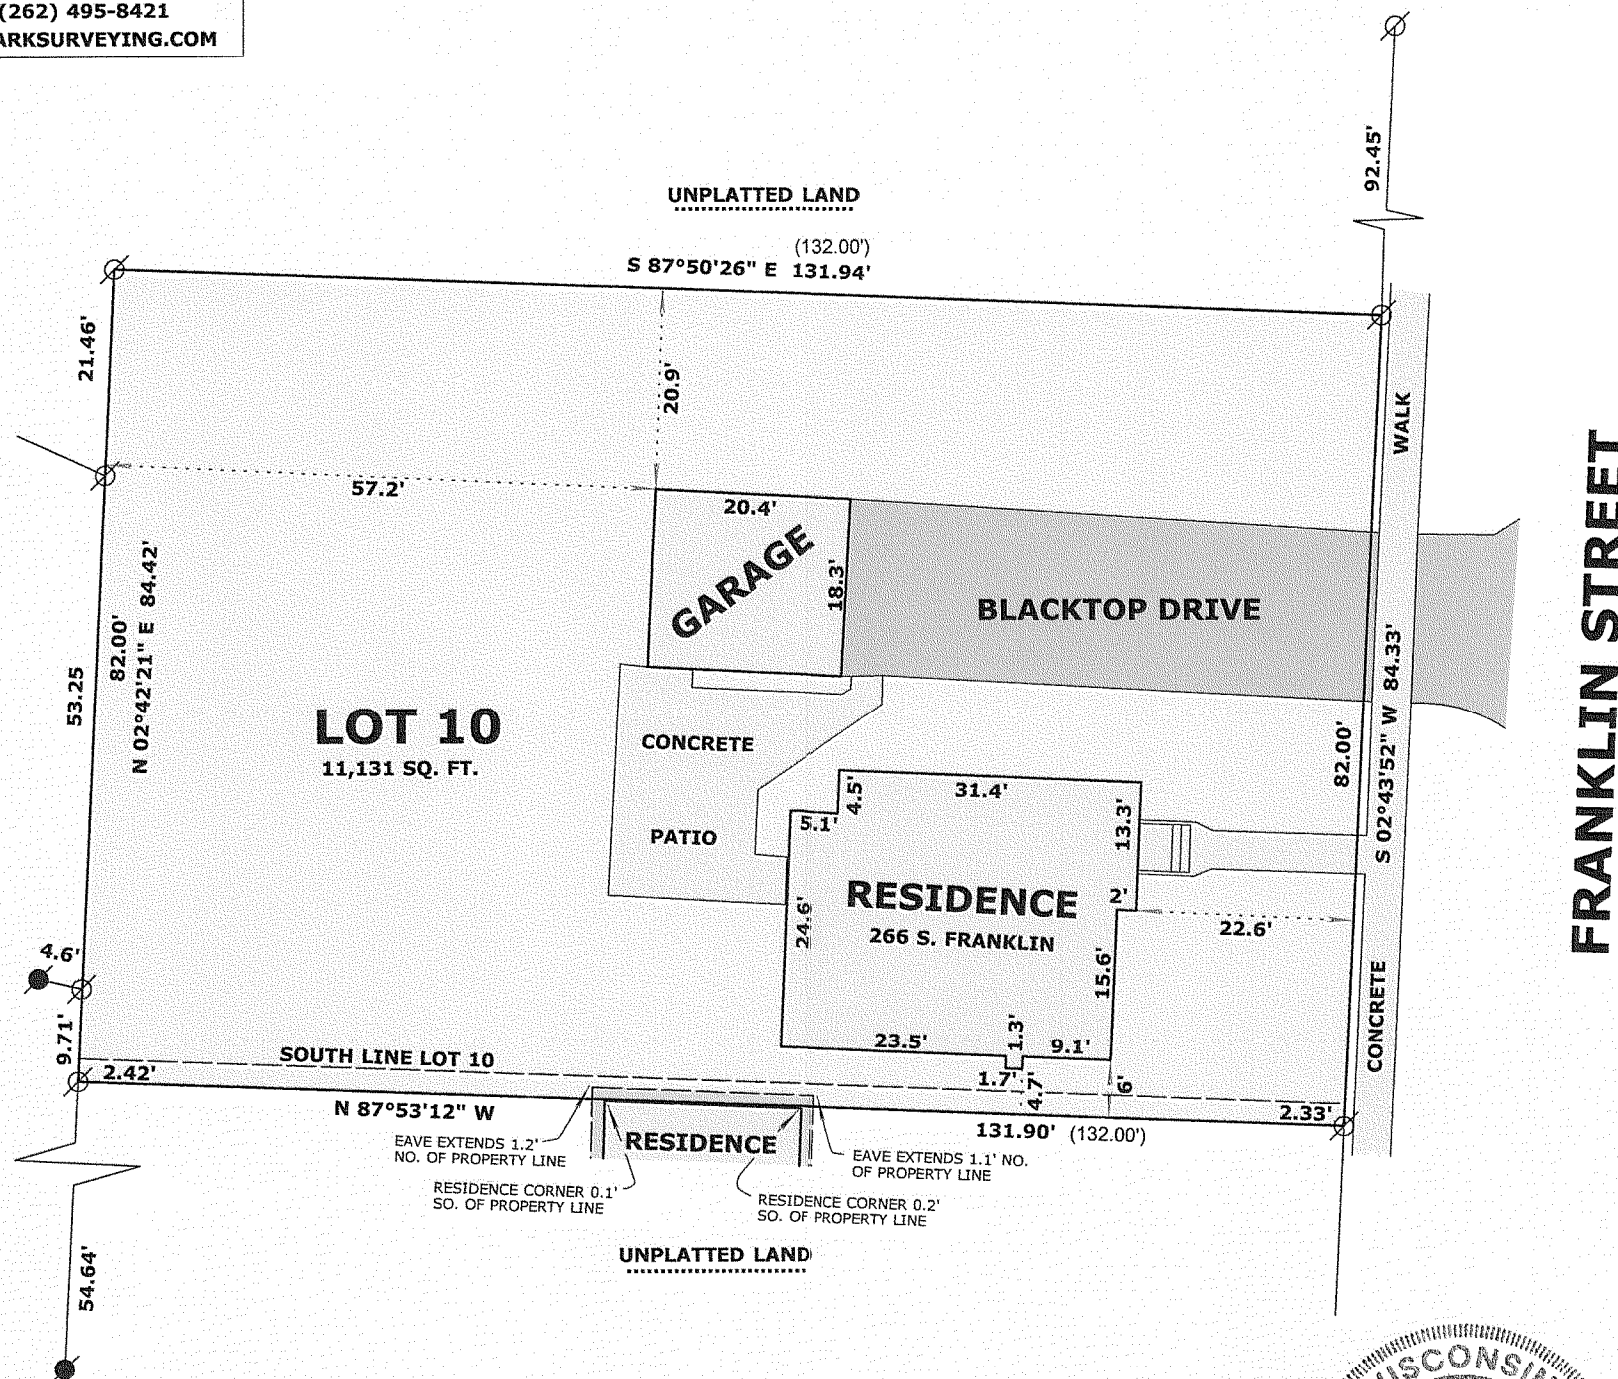 (262) 495-8421
ARKSURVEYING.COM
92.45'
UNPLATTED LAND
(132.00')
S 87°50'26" E 131.94'
21.46'
20.9'
WALK
57.2'
20.4'
GARAGE
18.3'
BLACKTOP DRIVE
FRANKLIN STREET
53.25
82.00'
N 02°42'21" E 84.42'
LOT 10
11,131 SQ. FT.
CONCRETE
PATIO
82.00'
S 02°43'52" W 84.33'
4.5'
31.4'
5.1'
13.3'
RESIDENCE
266 S. FRANKLIN
2'
22.6'
24.6'
15.6'
4.6'
9.71'
23.5'
1.3'
9.1'
CONCRETE
SOUTH LINE LOT 10
2.42'
1.7'
4.7'
6'
2.33'
N 87°53'12" W
131.90' (132.00')
EAVE EXTENDS 1.2'
NO. OF PROPERTY LINE
RESIDENCE
EAVE EXTENDS 1.1' NO.
OF PROPERTY LINE
RESIDENCE CORNER 0.1'
SO. OF PROPERTY LINE
RESIDENCE CORNER 0.2'
SO. OF PROPERTY LINE
UNPLATTED LAND
54.64'
ISCONSIN